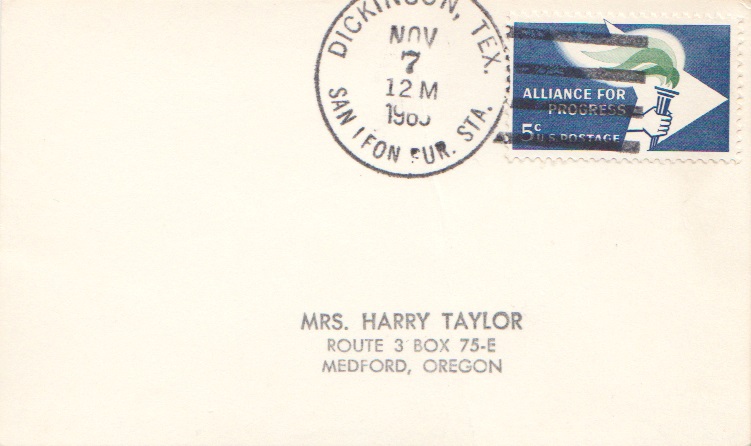 DICKINSON, TEX.
NOV
7
12 M
SAN LEON RUR. STA.
ALLIANCE FOR
PROGRESS
5c
U.S. POSTAGE
MRS. HARRY TAYLOR
ROUTE 3 BOX 75-E
MEDFORD, OREGON